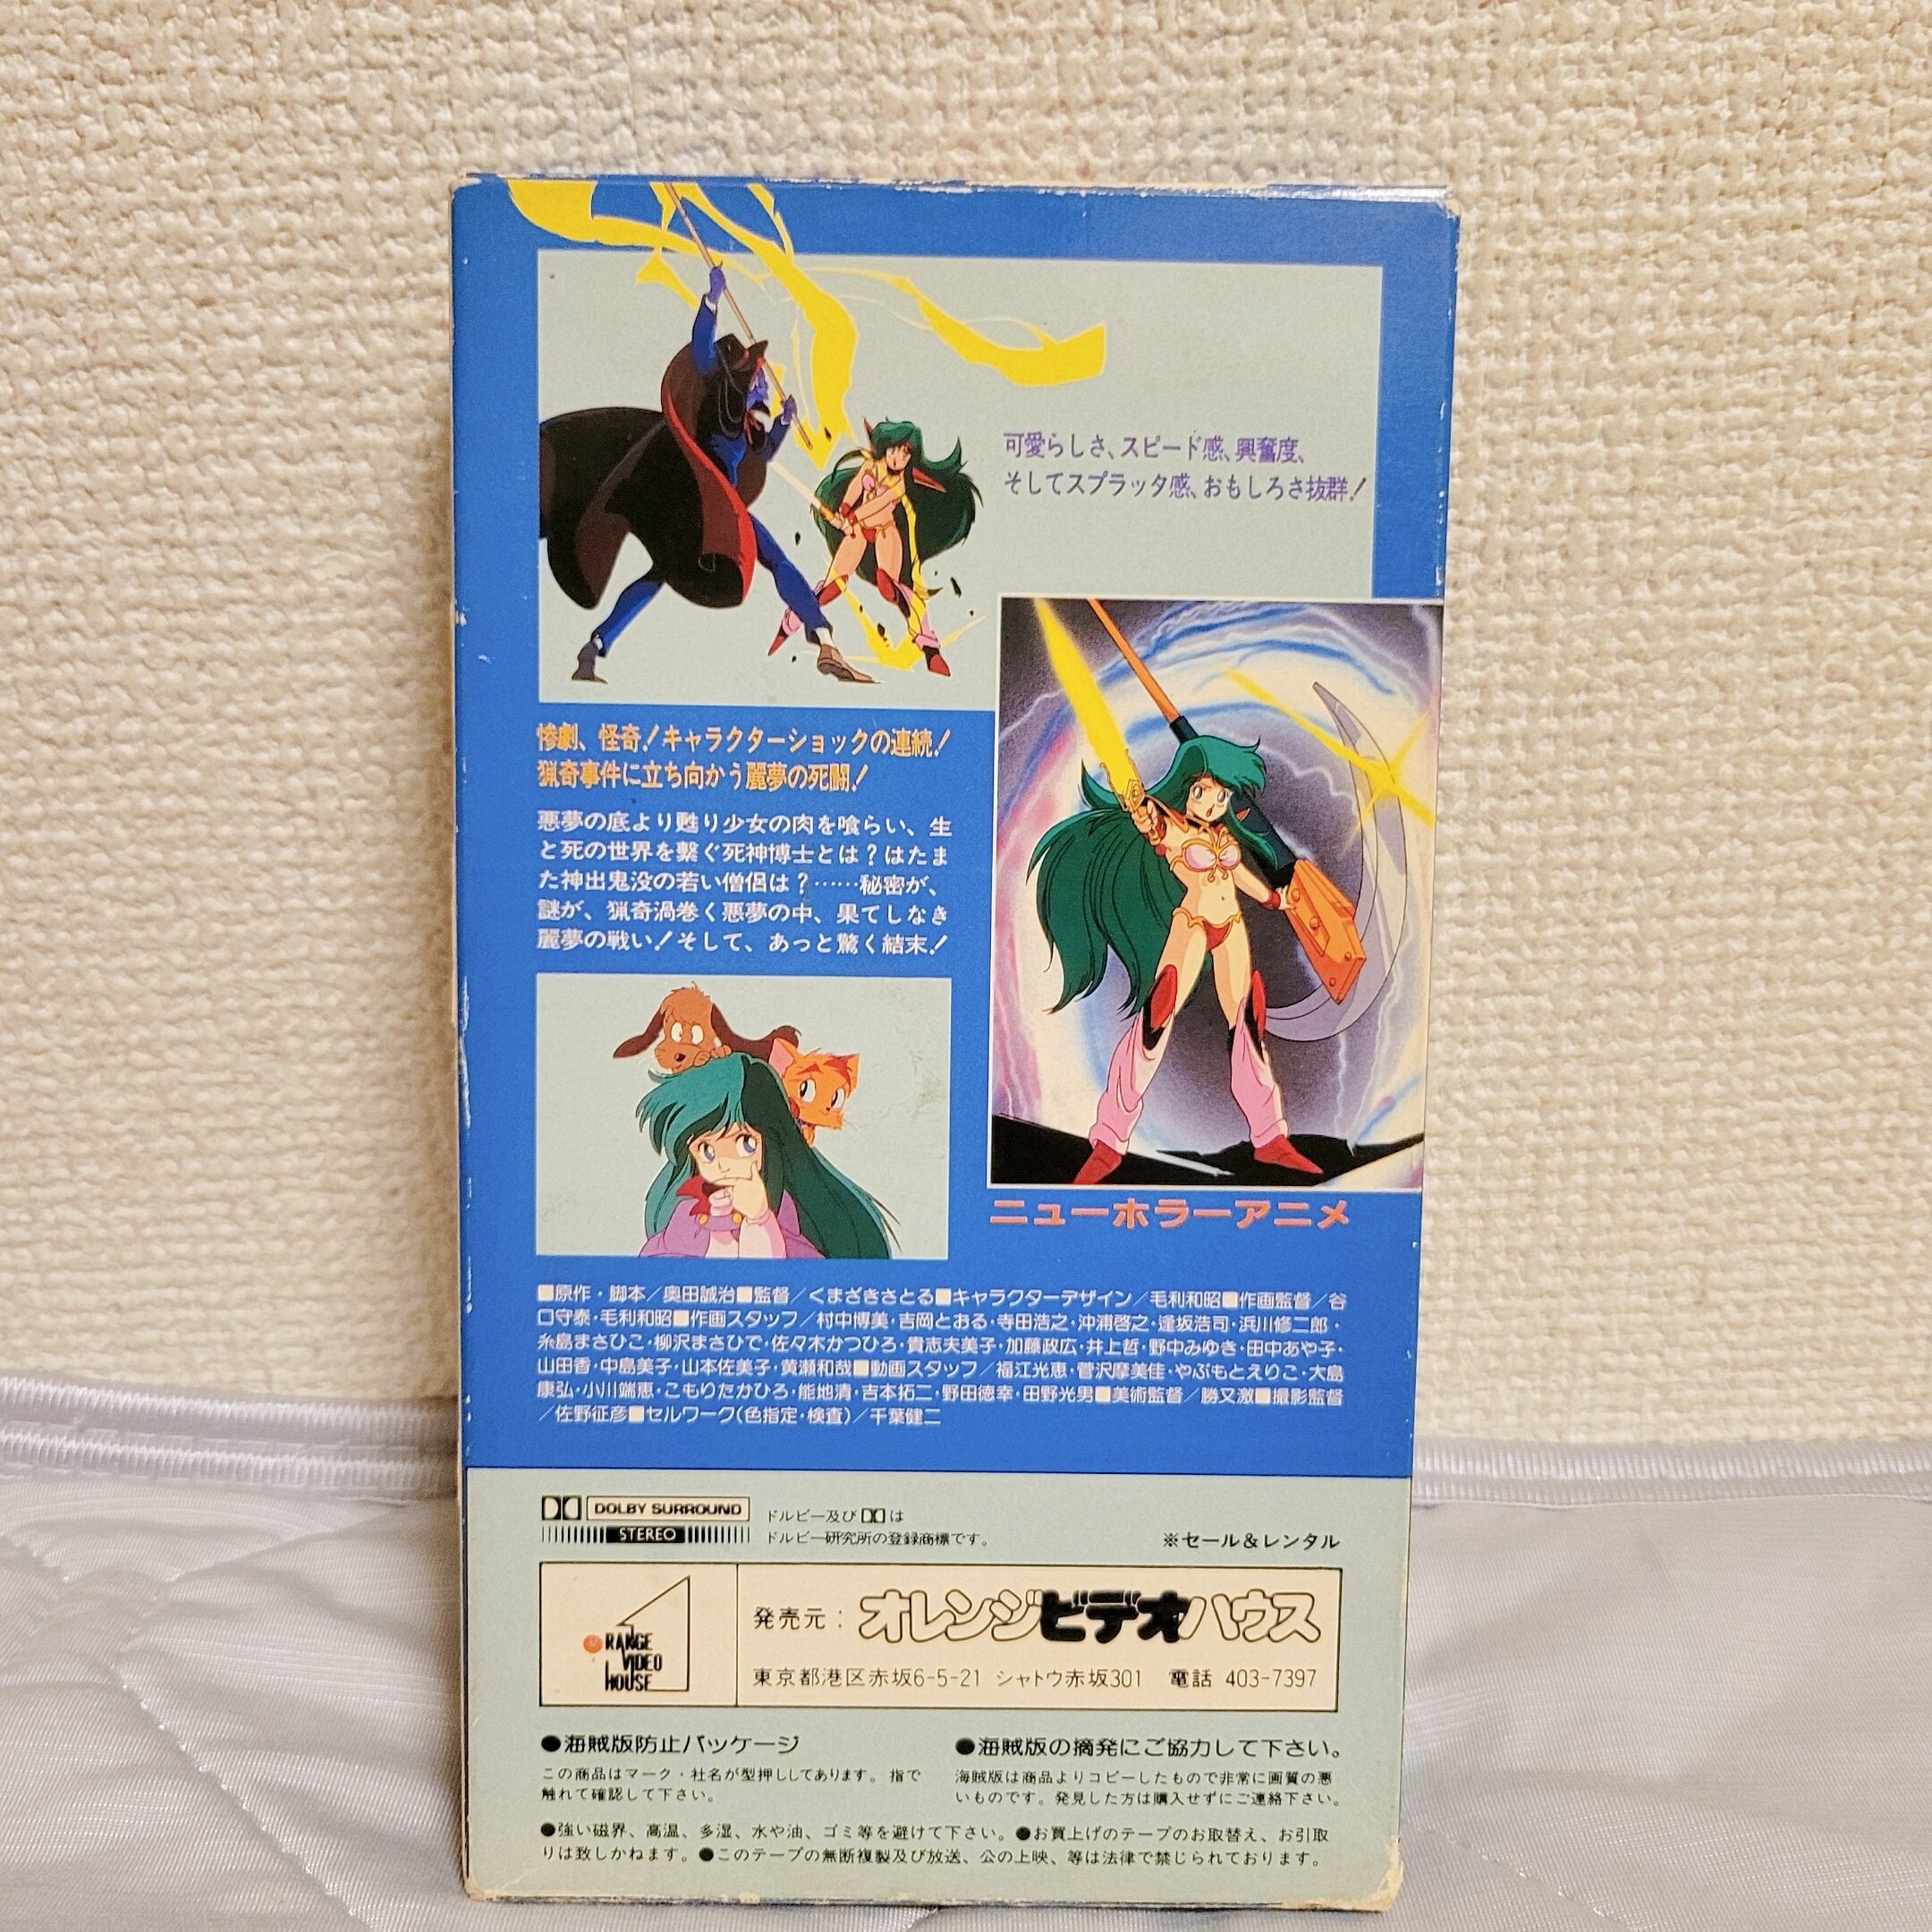 可愛らしさ、スピード感、興奮度、
そしてスプラッタ感、おもしろさ抜群!
惨劇、怪奇!キャラクターショックの連続!
猟奇事件に立ち向かう麗夢の死闘!
悪夢の底より甦り少女の肉を喰らい、生
と死の世界を繋ぐ死神博士とは?はたま
た神出鬼没の若い僧侶は?……秘密が、
謎が、猟奇渦巻く悪夢の中、果てしなき
麗夢の戦い!そして、あっと驚く結末!
ニューホラーアニメ
■原作・脚本/奥田誠治■監督/くまざきさとる■キャラクターデザイン/毛利和昭■作画監督/谷
口守泰・毛利和昭■作画スタッフ/村中博美・吉岡とおる・寺田浩之・沖浦啓之・逢坂浩司・浜川修二郎・
糸島まさひこ・柳沢まさひで・佐々木かつひろ・貴志夫美子・加藤政広・井上哲・野中みゆき・田中あや子・
山田香・中島美子・山本佐美子・黄瀬和哉■動画スタッフ/福江光恵・菅沢摩美佳・やぶもとえりこ・大島
康弘・小川端恵・こもりたかひろ・能地清・吉本拓二・野田徳幸・田野光男■美術監督/勝又激■撮影監督
/佐野征彦■セルワーク(色指定・検査)/千葉健二
DOLBY SURROUND
STEREO
ドルビー及び は
ドルビー研究所の登録商標です。
※セール&レンタル
ORANGE
VIDEO
HOUSE
発売元:オレンジビデオハウス
東京都港区赤坂6-5-21 シャトウ赤坂301 電話 403-7397
●海賊版防止パッケージ
この商品はマーク・社名が型押ししてあります。指で
触れて確認して下さい。
●海賊版の摘発にご協力して下さい。
海賊版は商品よりコピーしたもので非常に画質の悪
いものです。発見した方は購入せずにご連絡下さい。
●強い磁界、高温、多湿、水や油、ゴミ等を避けて下さい。●お買上げのテープのお取替え、お引取
りは致しかねます。●このテープの無断複製及び放送、公の上映、等は法律で禁じられております。